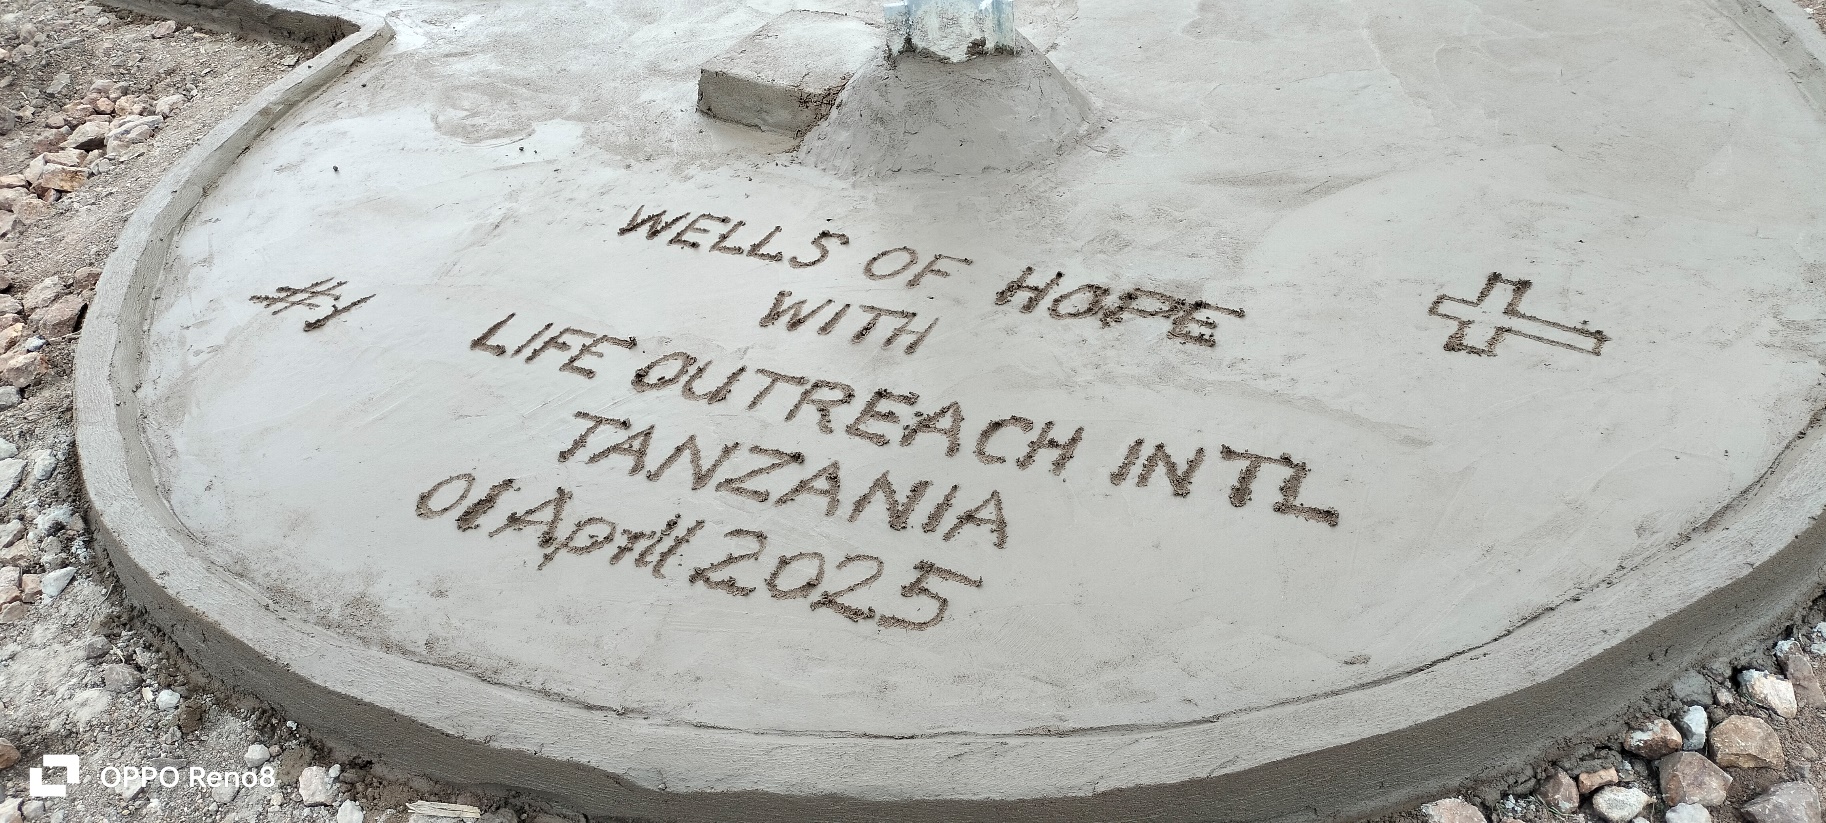 WELLS OF HOPE
WITH
#1
LIFE OUTREACH INTL
TANZANIA
01 April 2025
OPPO Reno8